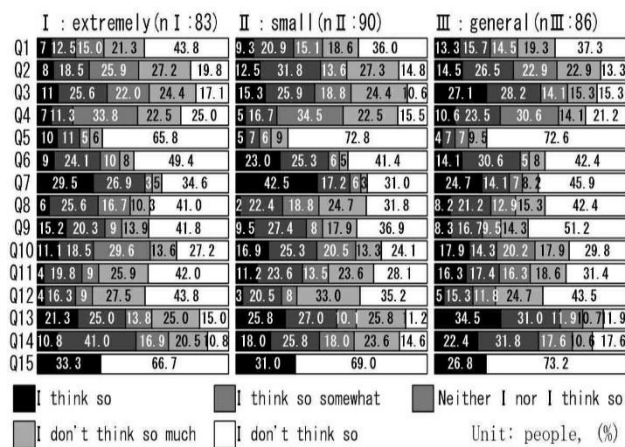 Ⅰ: extremely(nⅠ:83) Ⅱ: small(nⅡ:90) Ⅲ: general(nⅢ:86)
Q1 7 12.5 15.0 21.3 43.8 9.3 20.9 15.1 18.6 36.0 13.3 15.7 14.5 19.3 37.3
Q2 8 18.5 25.9 27.2 19.8 12.5 31.8 13.6 27.3 14.8 14.5 26.5 22.9 22.9 13.3
Q3 11 25.6 22.0 24.4 17.1 15.3 25.9 18.8 24.4 10.6 27.1 28.2 14.1 15.3 15.3
Q4 7 11.3 33.8 22.5 25.0 5 16.7 34.5 22.5 15.5 10.6 23.5 30.6 14.1 21.2
Q5 10 11 5 6 65.8 5 7 6 9 72.8 4 7 7 9.5 72.6
Q6 9 24.1 10 8 49.4 23.0 25.3 6 5 41.4 14.1 30.6 5 8 42.4
Q7 29.5 26.9 3 5 34.6 42.5 17.2 6 3 31.0 24.7 14.1 7 8.2 45.9
Q8 6 25.6 16.7 10.3 41.0 2 22.4 18.8 24.7 31.8 8.2 21.2 12.9 15.3 42.4
Q9 15.2 20.3 9 13.9 41.8 9.5 27.4 8 17.9 36.9 8.3 16.7 9.5 14.3 51.2
Q10 11.1 18.5 29.6 13.6 27.2 16.9 25.3 20.5 13.3 24.1 17.9 14.3 20.2 17.9 29.8
Q11 4 19.8 9 25.9 42.0 11.2 23.6 13.5 23.6 28.1 16.3 17.4 16.3 18.6 31.4
Q12 4 16.3 9 27.5 43.8 3 20.5 8 33.0 35.2 5 15.3 11.8 24.7 43.5
Q13 21.3 25.0 13.8 25.0 15.0 25.8 27.0 10.1 25.8 11.2 34.5 31.0 11.9 10.7 11.9
Q14 10.8 41.0 16.9 20.5 10.8 18.0 25.8 18.0 23.6 14.6 22.4 31.8 17.6 10.6 17.6
Q15 33.3 66.7 31.0 69.0 26.8 73.2
I think so I think so somewhat Neither I nor I think so
I don't think so much I don't think so Unit: people, (%)